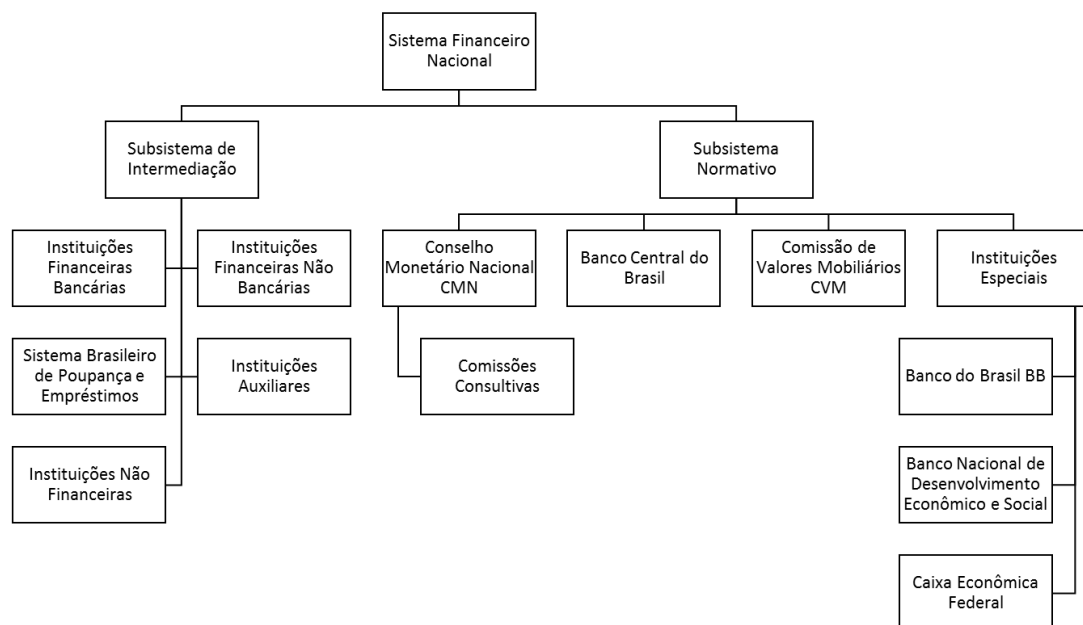 Sistema Financeiro
Nacional
Subsistema de
Intermediação
Subsistema
Normativo
Instituições
Financeiras
Bancárias
Instituições
Financeiras Não
Bancárias
Conselho
Monetário Nacional
CMN
Banco Central do
Brasil
Comissão de
Valores Mobiliários
CVM
Instituições
Especiais
Sistema Brasileiro
de Poupança e
Empréstimos
Instituições
Auxiliares
Comissões
Consultivas
Banco do Brasil BB
Instituições Não
Financeiras
Banco Nacional de
Desenvolvimento
Econômico e Social
Caixa Econômica
Federal